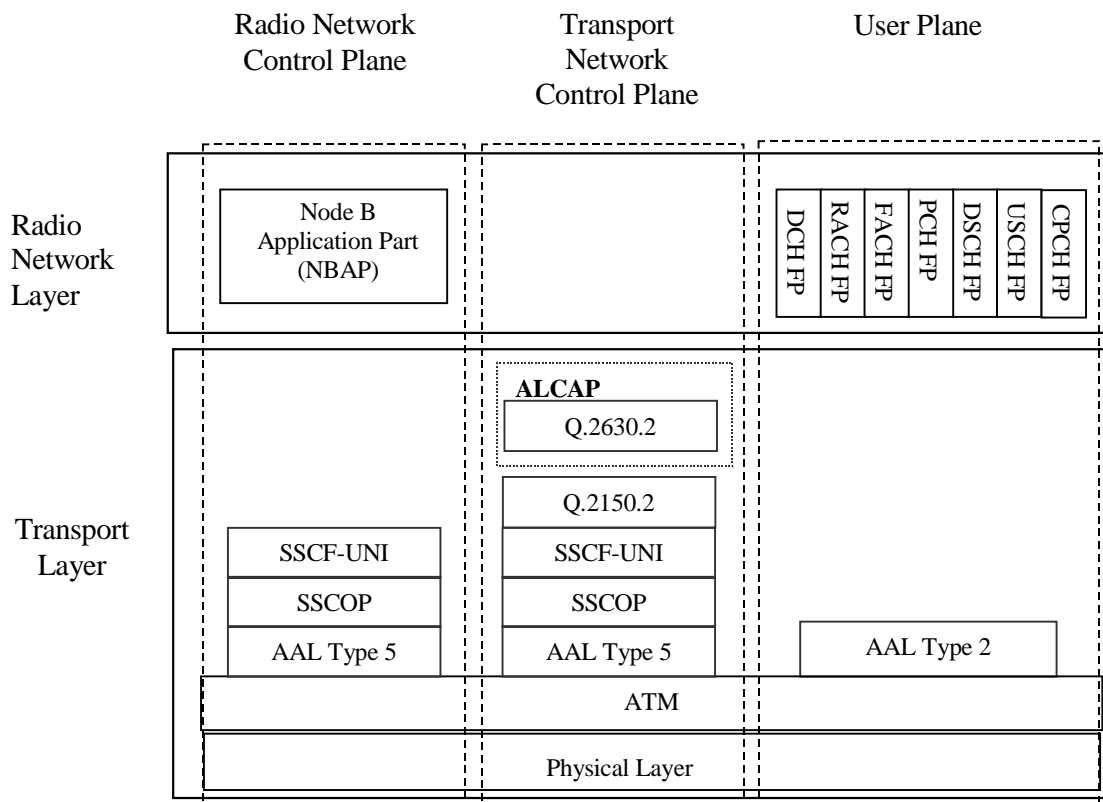 Radio Network
Control Plane
Transport
Network
Control Plane
User Plane
Radio
Network
Layer
Node B
Application Part
(NBAP)
DCH FP
RACH FP
FACH FP
PCH FP
DSCH FP
USCH FP
CPCH FP
Transport
Layer
ALCAP
Q.2630.2
Q.2150.2
SSCF-UNI
SSCF-UNI
SSCOP
SSCOP
AAL Type 5
AAL Type 5
AAL Type 2
ATM
Physical Layer